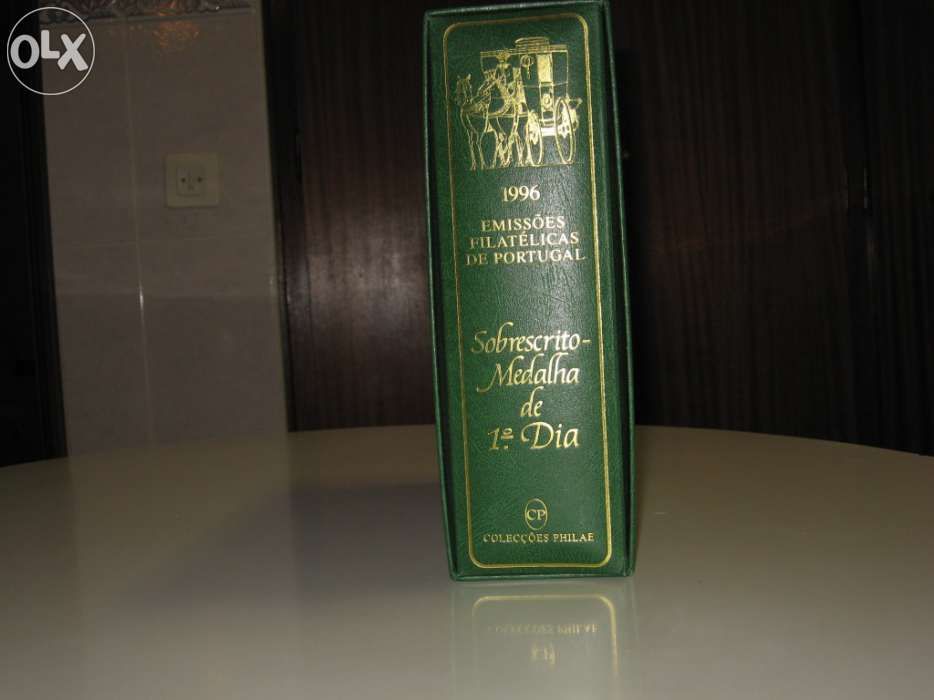 OLX
1996
EMISSÕES
FILATÉLICAS
DE PORTUGAL
Sobrescrito-
Medalha
de
1º. Dia
CP
COLECÇÕES PHILAE